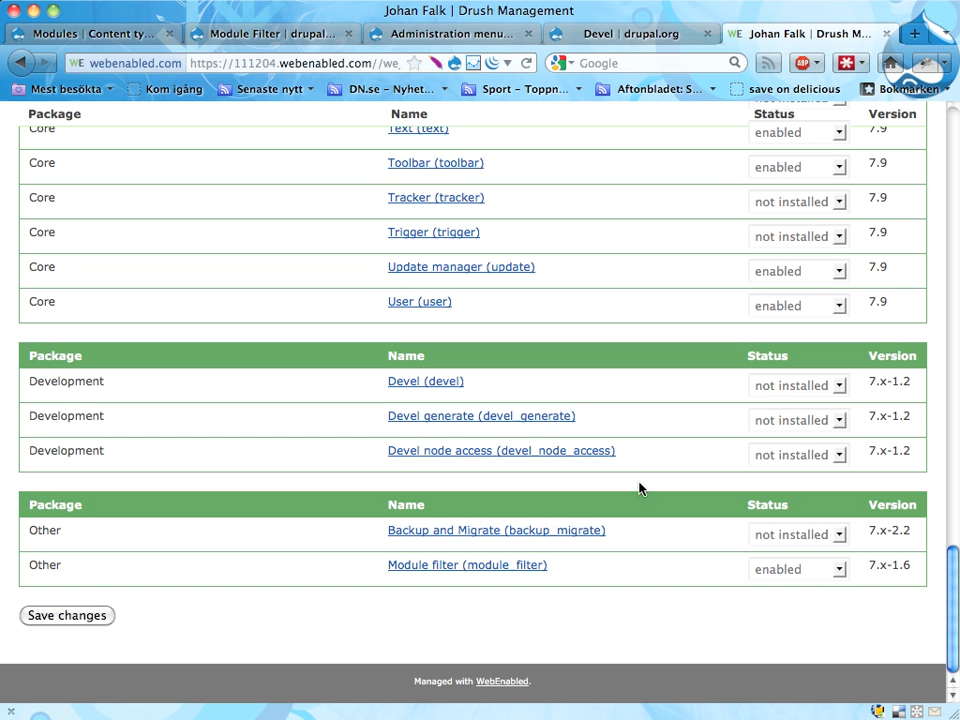 Johan Falk | Drush Management
Modules | Content ty...
Module Filter | drupal...
Administration menu...
Devel | drupal.org
WE Johan Falk | Drush M...
WE webenabled.com https://111204.webenabled.com//we_
Google
ABP
Mest besökta
Kom igång
Senaste nytt
DN.se - Nyhet...
Sport - Toppn...
Aftonbladet: S...
save on delicious
Bokmärken
Package Name Status Version
Core Text (text) enabled 7.9
Core Toolbar (toolbar) enabled 7.9
Core Tracker (tracker) not installed 7.9
Core Trigger (trigger) not installed 7.9
Core Update manager (update) enabled 7.9
Core User (user) enabled 7.9
Package Name Status Version
Development Devel (devel) not installed 7.x-1.2
Development Devel generate (devel_generate) not installed 7.x-1.2
Development Devel node access (devel_node_access) not installed 7.x-1.2
Package Name Status Version
Other Backup and Migrate (backup_migrate) not installed 7.x-2.2
Other Module filter (module_filter) enabled 7.x-1.6
Save changes
Managed with WebEnabled.